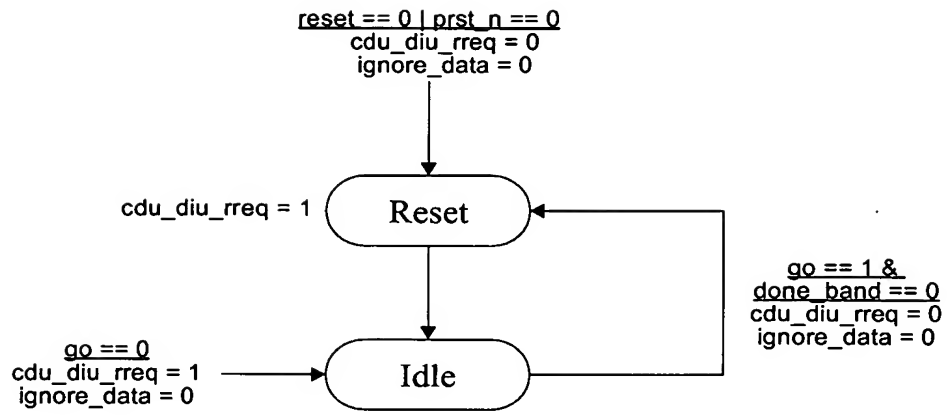 reset == 0 | prst_n == 0
cdu_diu_rreq = 0
ignore_data = 0
cdu_diu_rreq = 1
Reset
go == 1 &
done_band == 0
cdu_diu_rreq = 0
ignore_data = 0
go == 0
cdu_diu_rreq = 1
ignore_data = 0
Idle